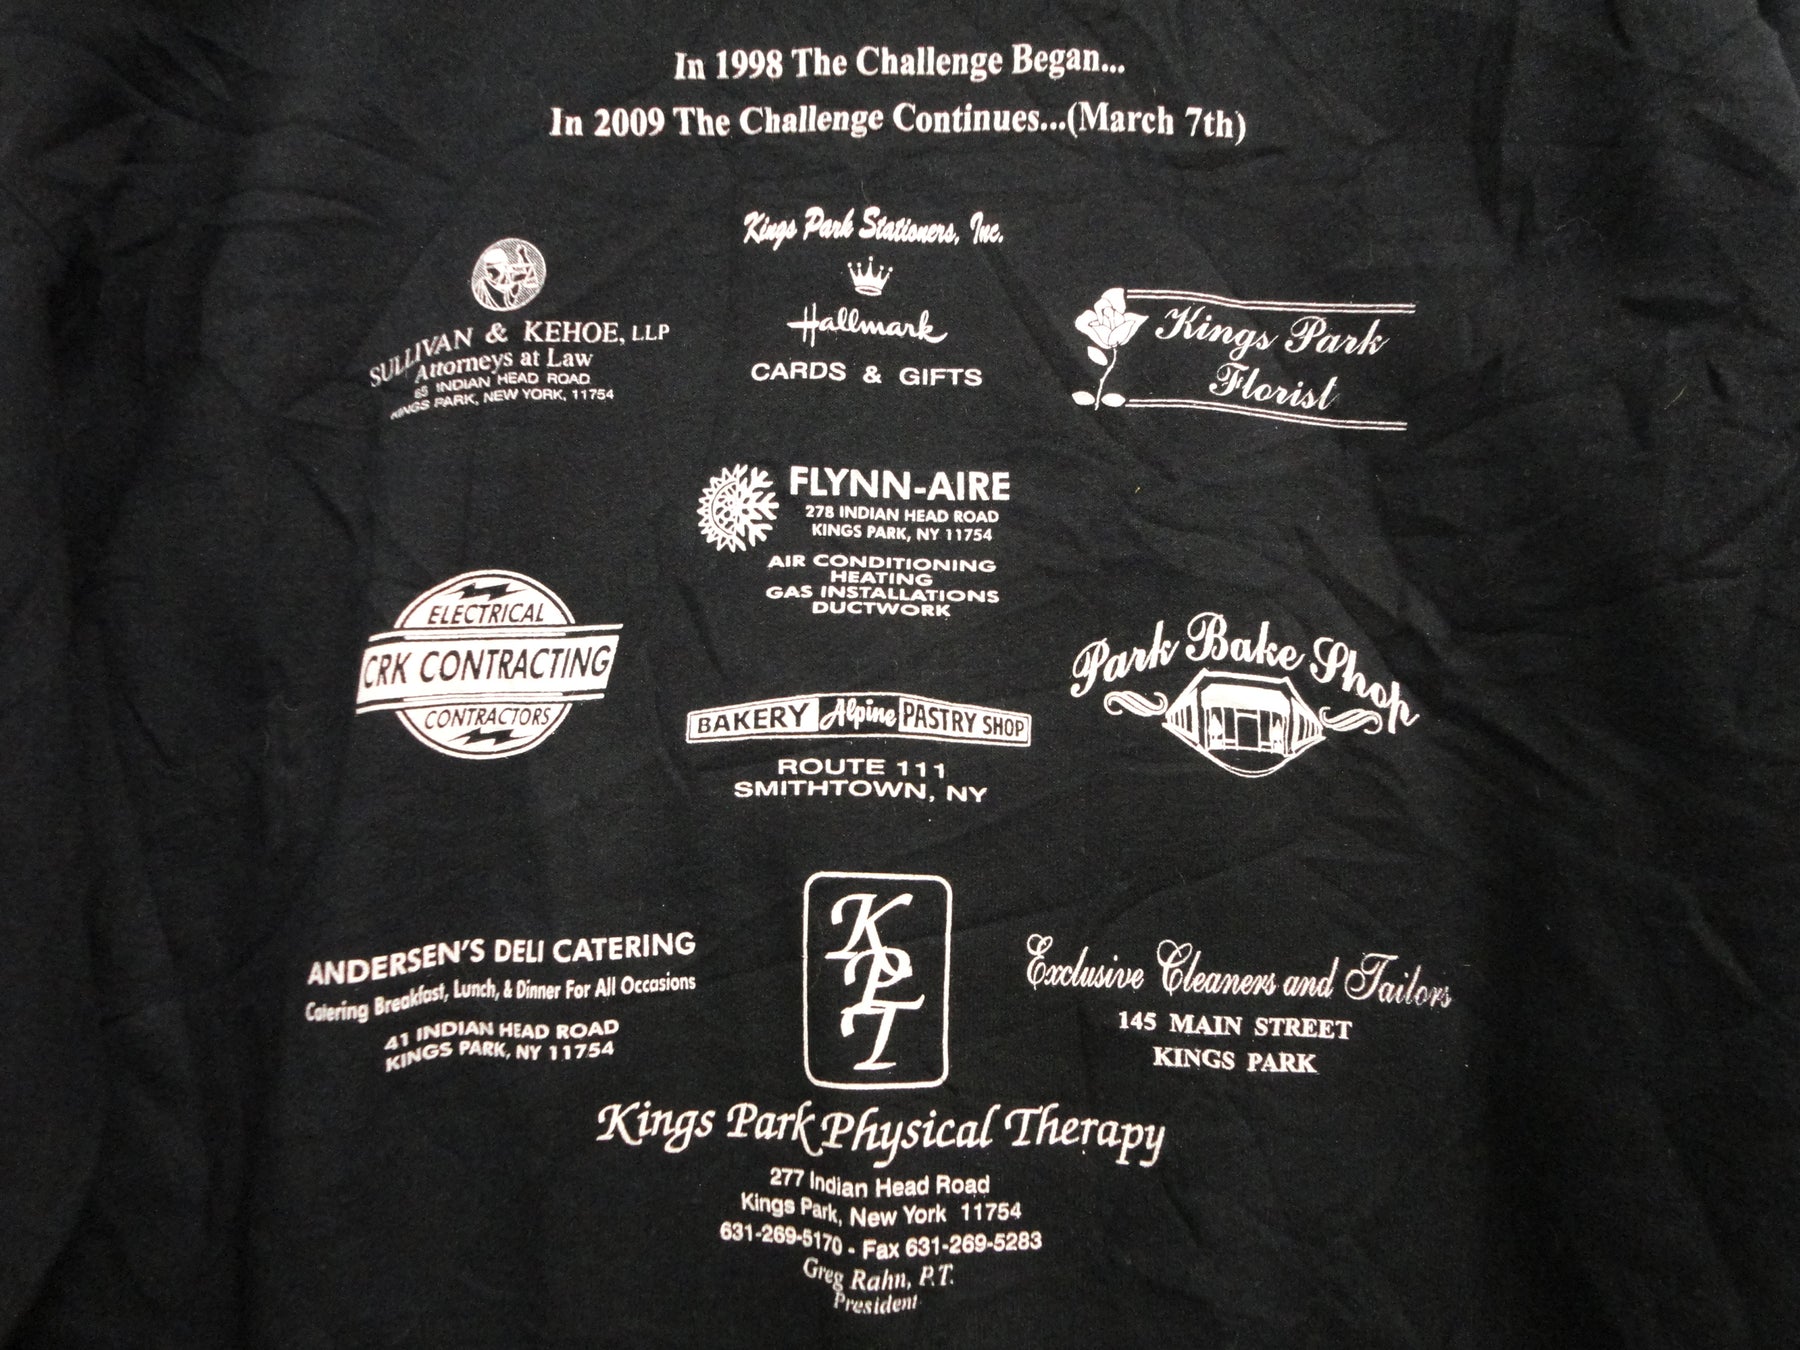 In 1998 The Challenge Began...
In 2009 The Challenge Continues...(March 7th)
SULLIVAN & KEHOE, LLP
Attorneys at Law
85 INDIAN HEAD ROAD
KINGS PARK, NEW YORK, 11754
Kings Park Stationers, Inc.
Hallmark
CARDS & GIFTS
Kings Park
Florist
FLYNN-AIRE
278 INDIAN HEAD ROAD
KINGS PARK, NY 11754
AIR CONDITIONING
HEATING
GAS INSTALLATIONS
DUCTWORK
ELECTRICAL
CRK CONTRACTING
CONTRACTORS
BAKERY Alpine PASTRY SHOP
ROUTE 111
SMITHTOWN, NY
Park Bake Shop
ANDERSEN'S DELI CATERING
Catering Breakfast, Lunch, & Dinner For All Occasions
41 INDIAN HEAD ROAD
KINGS PARK, NY 11754
K
P
T
Exclusive Cleaners and Tailors
145 MAIN STREET
KINGS PARK
Kings Park Physical Therapy
277 Indian Head Road
Kings Park, New York 11754
631-269-5170 - Fax 631-269-5283
Greg Rahn, P.T.
President